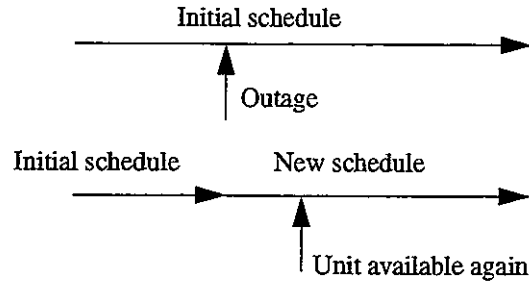 Initial schedule
Outage
Initial schedule
New schedule
Unit available again